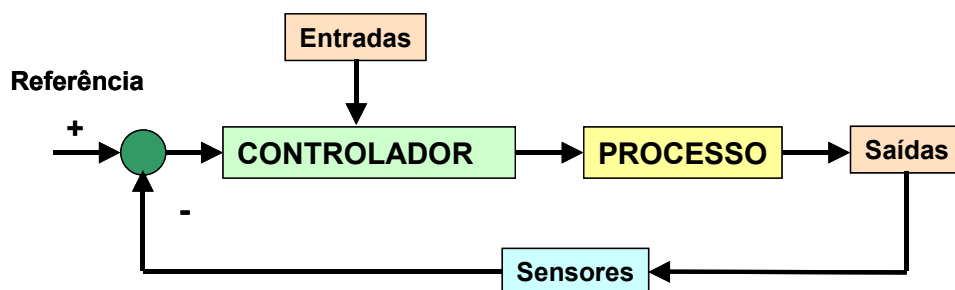 Entradas
Referência
+
CONTROLADOR
PROCESSO
Saídas
-
Sensores